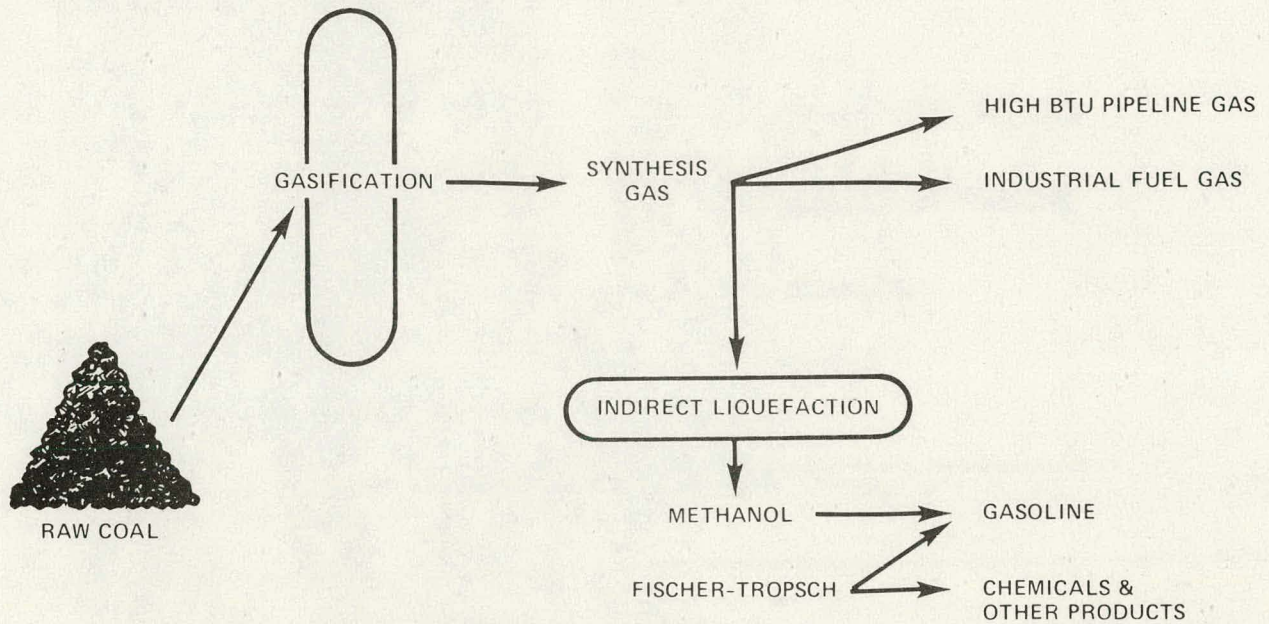 HIGH BTU PIPELINE GAS
GASIFICATION
SYNTHESIS
GAS
INDUSTRIAL FUEL GAS
INDIRECT LIQUEFACTION
RAW COAL
METHANOL
GASOLINE
FISCHER-TROPSCH
CHEMICALS &
OTHER PRODUCTS